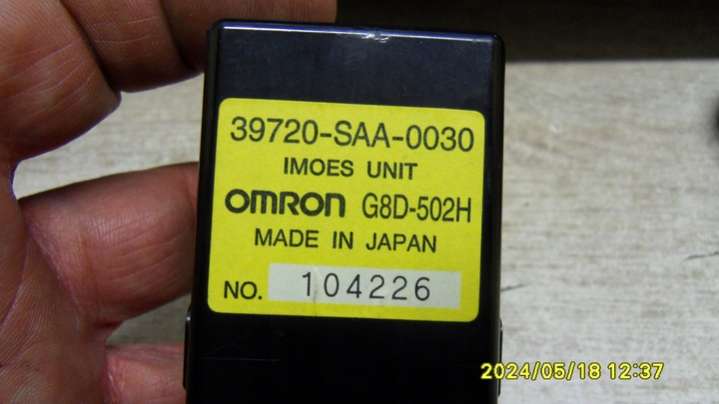 39720-SAA-0030
IMOES UNIT
OMRON G8D-502H
MADE IN JAPAN
NO. 104226
2024/05/18 12:37